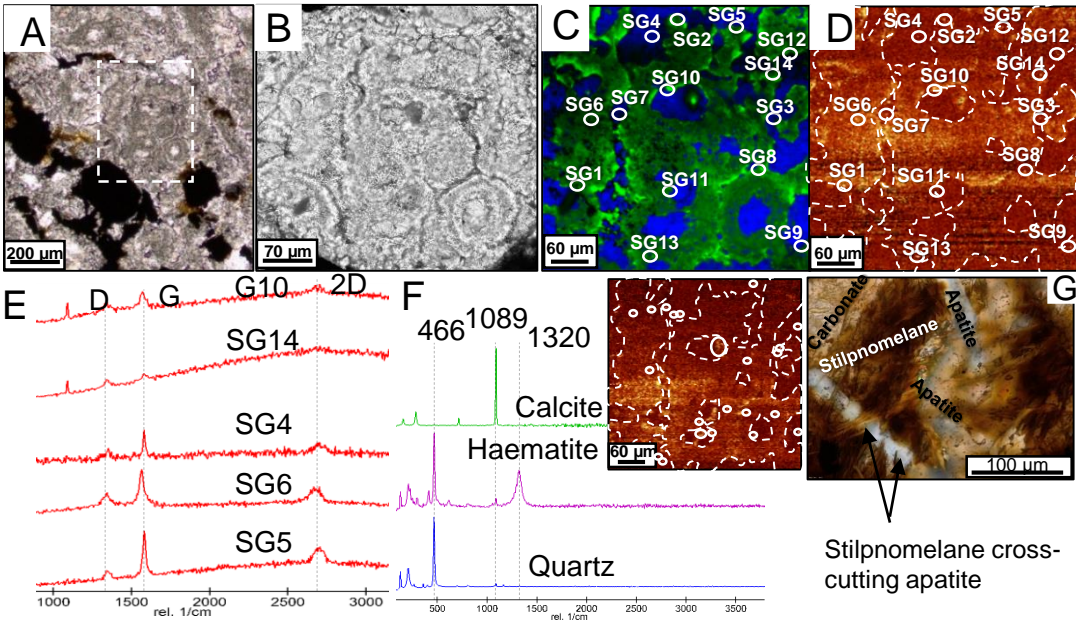 A
200 µm
B
70 µm
C
SG4
SG5
SG2
SG12
SG14
SG10
SG6
SG7
SG3
SG8
SG1
SG11
SG9
SG13
60 µm
D
SG4
SG5
SG2
SG12
SG14
SG10
SG6
SG3
SG7
SG8
SG1
SG11
SG9
SG13
60 µm
E
D
G
G10
2D
SG14
SG4
SG6
SG5
1000 1500 2000 2500 3000
rel. 1/cm
F
466
1089
1320
Calcite
Haematite
Quartz
500 1000 1500 2000 2500 3000 3500
rel. 1/cm
60 µm
G
Carbonate
Apatite
Stilpnomelane
Apatite
100 µm
Stilpnomelane cross-
cutting apatite